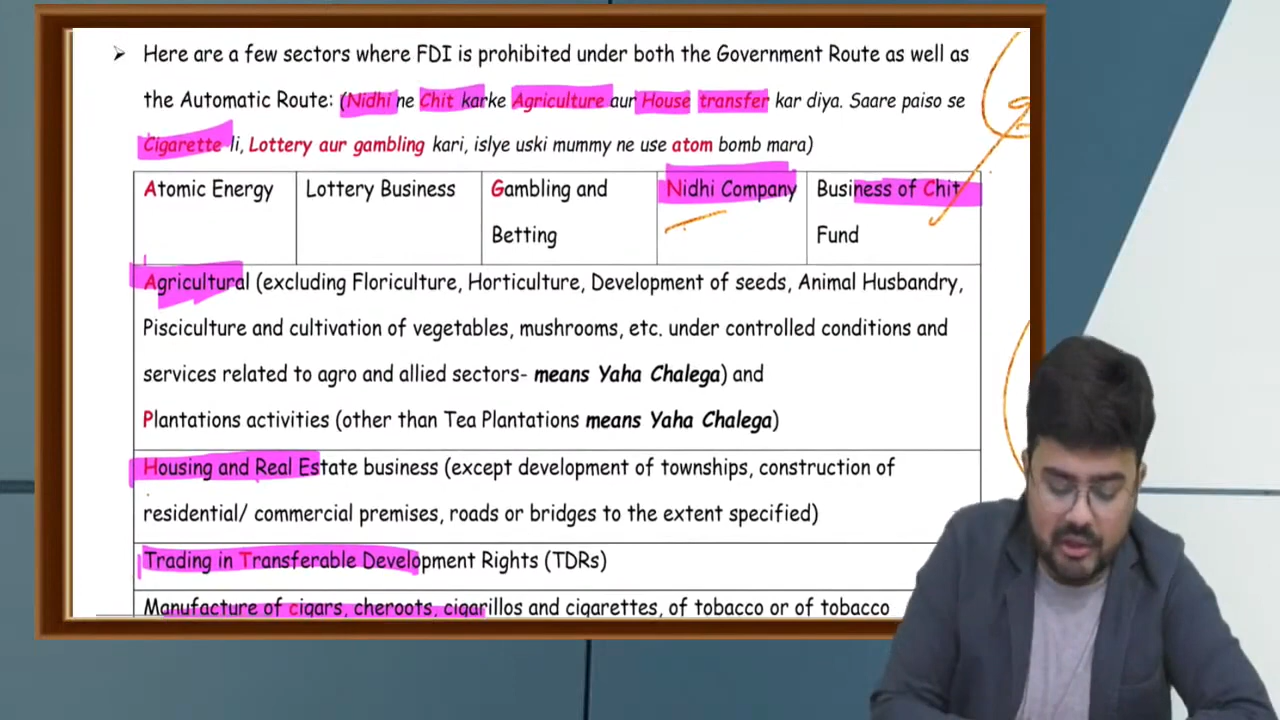 ➤ Here are a few sectors where FDI is prohibited under both the Government Route as well as
the Automatic Route: (Nidhi ne Chit karke Agriculture aur House transfer kar diya. Saare paiso se
Cigarette li, Lottery aur gambling kari, islye uski mummy ne use atom bomb mara)
Atomic Energy Lottery Business Gambling and Nidhi Company Business of Chit
Betting Fund
Agricultural (excluding Floriculture, Horticulture, Development of seeds, Animal Husbandry,
Pisciculture and cultivation of vegetables, mushrooms, etc. under controlled conditions and
services related to agro and allied sectors- means Yaha Chalega) and
Plantations activities (other than Tea Plantations means Yaha Chalega)
Housing and Real Estate business (except development of townships, construction of
residential/ commercial premises, roads or bridges to the extent specified)
Trading in Transferable Development Rights (TDRs)
Manufacture of cigars, cheroots, cigarillos and cigarettes, of tobacco or of tobacco